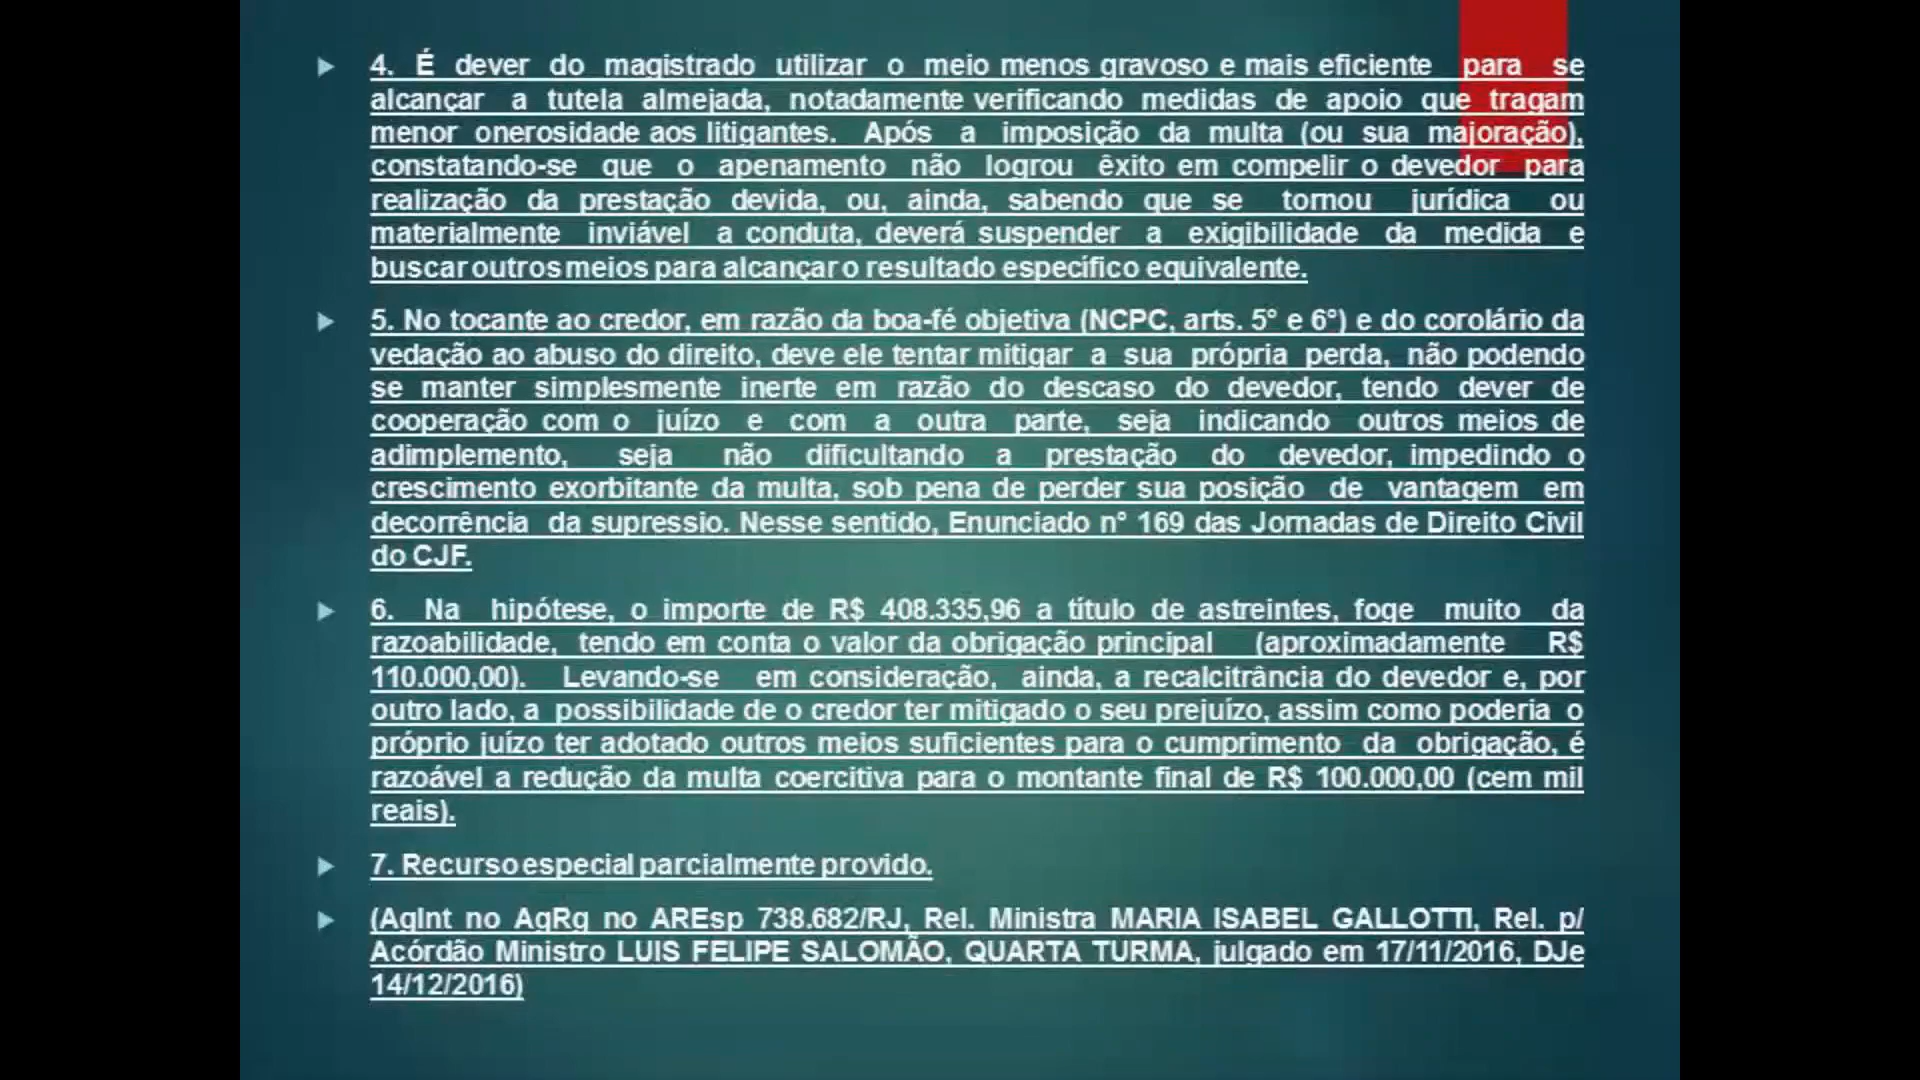 4. É dever do magistrado utilizar o meio menos gravoso e mais eficiente para se
alcançar a tutela almejada, notadamente verificando medidas de apoio que tragam
menor onerosidade aos litigantes. Após a imposição da multa (ou sua majoração),
constatando-se que o apenamento não logrou êxito em compelir o devedor para
realização da prestação devida, ou, ainda, sabendo que se tornou jurídica ou
materialmente inviável a conduta, deverá suspender a exigibilidade da medida e
buscar outros meios para alcançar o resultado específico equivalente.
5. No tocante ao credor, em razão da boa-fé objetiva (NCPC, arts. 5° e 6°) e do corolário da
vedação ao abuso do direito, deve ele tentar mitigar a sua própria perda, não podendo
se manter simplesmente inerte em razão do descaso do devedor, tendo dever de
cooperação com o juízo e com a outra parte, seja indicando outros meios de
adimplemento, seja não dificultando a prestação do devedor, impedindo o
crescimento exorbitante da multa, sob pena de perder sua posição de vantagem em
decorrência da supressio. Nesse sentido, Enunciado n° 169 das Jornadas de Direito Civil
do CJF.
6. Na hipótese, o importe de R$ 408.335,96 a título de astreintes, foge muito da
razoabilidade, tendo em conta o valor da obrigação principal (aproximadamente R$
110.000,00). Levando-se em consideração, ainda, a recalcitrância do devedor e, por
outro lado, a possibilidade de o credor ter mitigado o seu prejuízo, assim como poderia o
próprio juízo ter adotado outros meios suficientes para o cumprimento da obrigação, é
razoável a redução da multa coercitiva para o montante final de R$ 100.000,00 (cem mil
reais).
7. Recurso especial parcialmente provido.
(AgInt no AgRg no AREsp 738.682/RJ, Rel. Ministra MARIA ISABEL GALLOTTI, Rel. p/
Acórdão Ministro LUIS FELIPE SALOMÃO, QUARTA TURMA, julgado em 17/11/2016, DJe
14/12/2016)